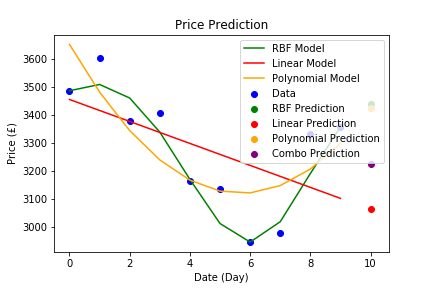 Price Prediction
RBF Model
Linear Model
Polynomial Model
Data
RBF Prediction
Linear Prediction
Polynomial Prediction
Combo Prediction
3600
3500
3400
3300
3200
3100
3000
Price (£)
0 2 4 6 8 10
Date (Day)